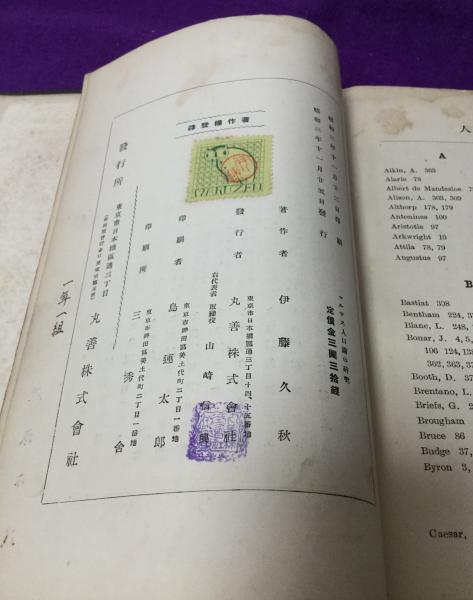 昭和三年十一月廿二日印刷
昭和三年十一月廿五日發行
マルサス人口論の研究
定價金三圓三拾錢
著作權登錄
著作者 伊藤久秋
東京市日本橋區通三丁目十四、十五番地
發行者 丸善株式會社
右代表者 取締役 山崎信興
東京市神田區美土代町二丁目一番地
印刷者 島連太郎
東京市神田區美土代町二丁目一番地
印刷所 三秀舍
發行所 東京市日本橋區通三丁目 丸善株式會社
一年一組
人
A
Aikin, A. 363
Alaric 78
Albert de Mandesloe
Alison, A. 303, 309
Althorp 178, 179
Antoninea 100
Aristotia 97
Arkwright 19
Attila 78, 79
Augustus 97
B
Bastiat 308
Bentham 224,
Blanc, L. 248,
Bonar, J. 4, 5,
106 124, 13
362, 363, 37
Booth, D. 37
Brentano, L.
Briefs, G. 2
Brougham
Bruce 86
Budge 37,
Byron 3,
Caesar,